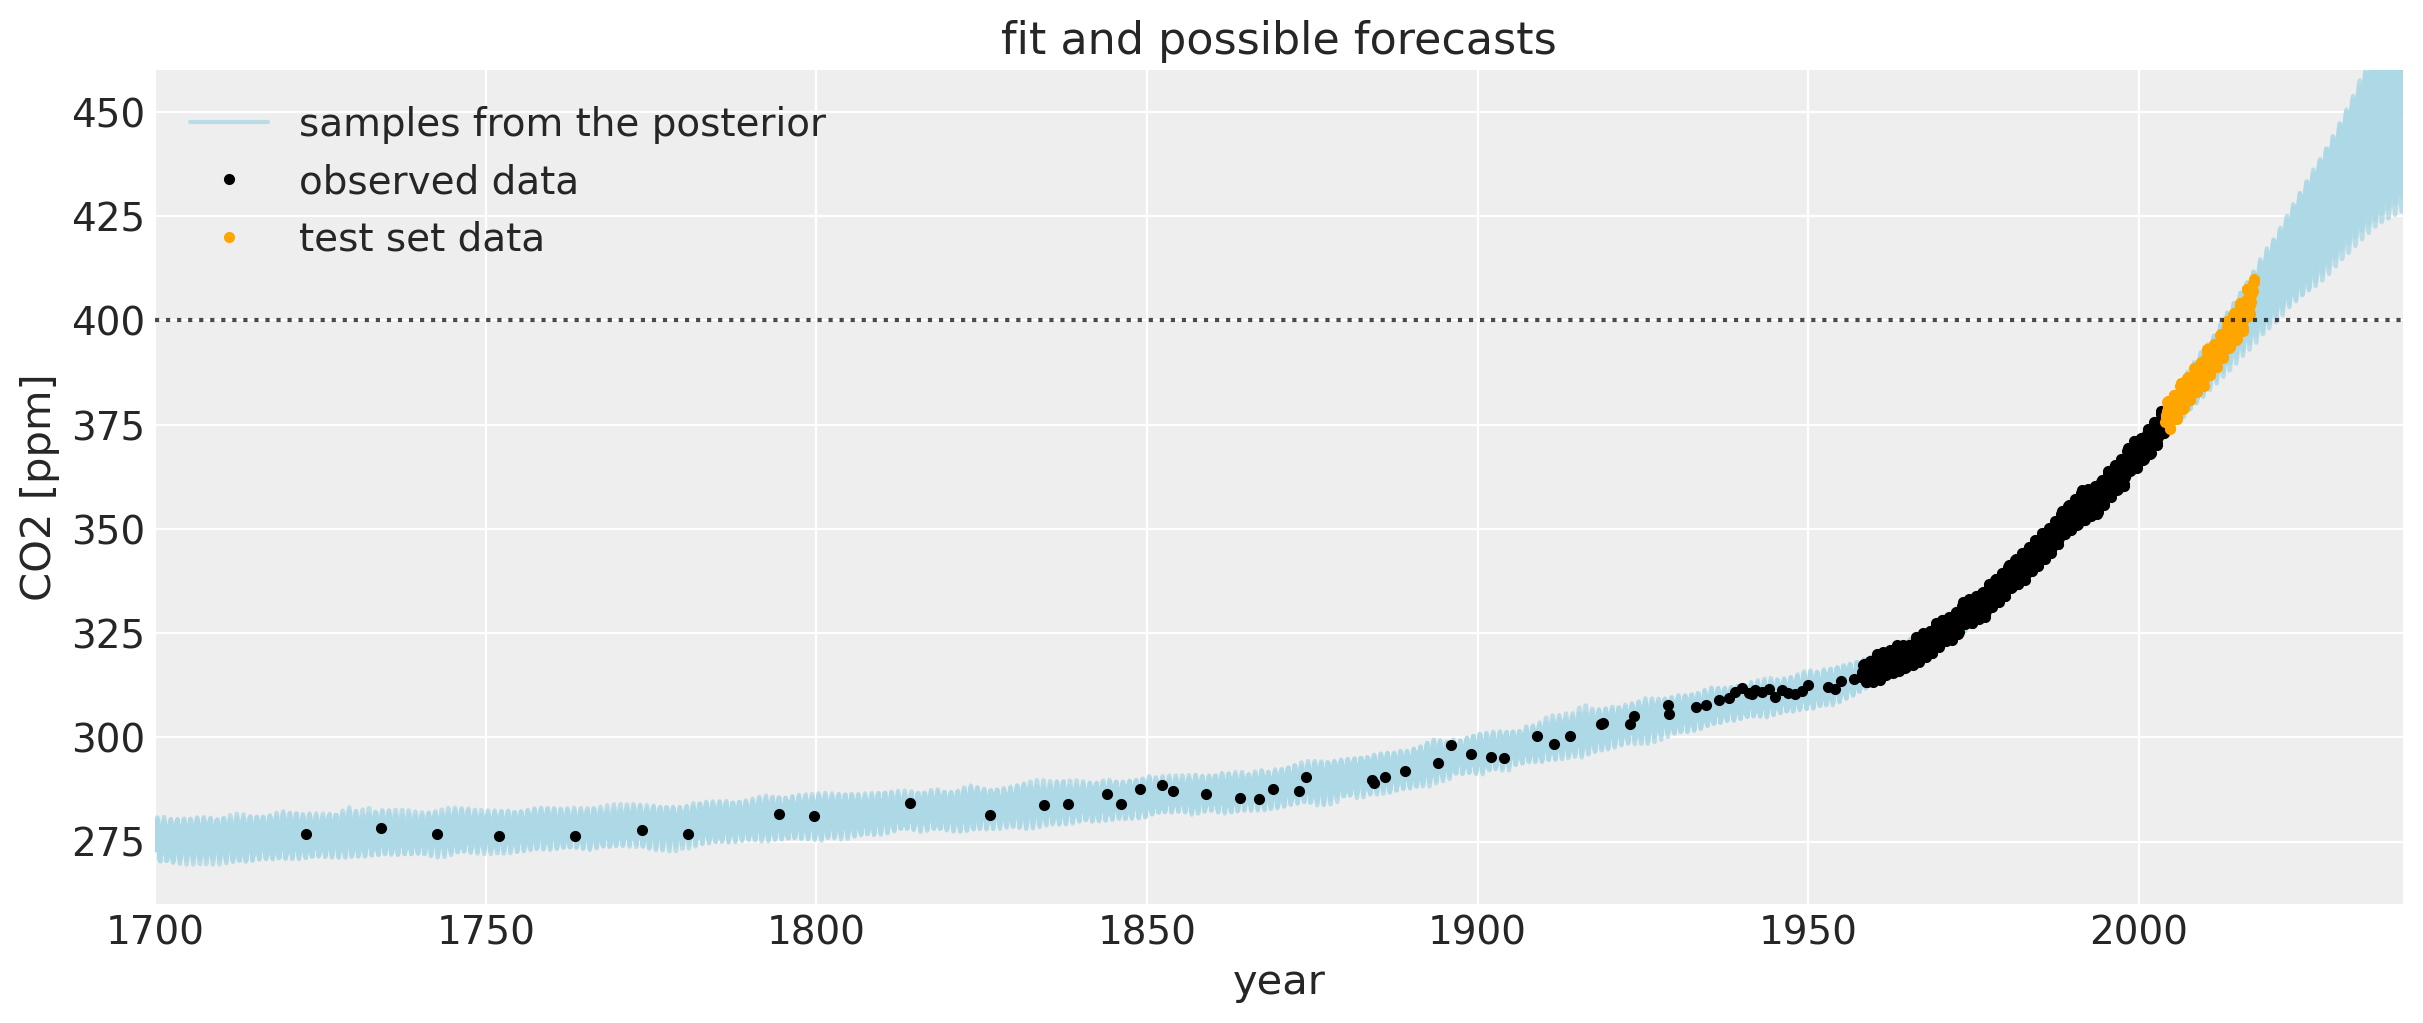 fit and possible forecasts
samples from the posterior
observed data
test set data
450
425
400
375
350
325
300
275
CO2 [ppm]
1700 1750 1800 1850 1900 1950 2000
year